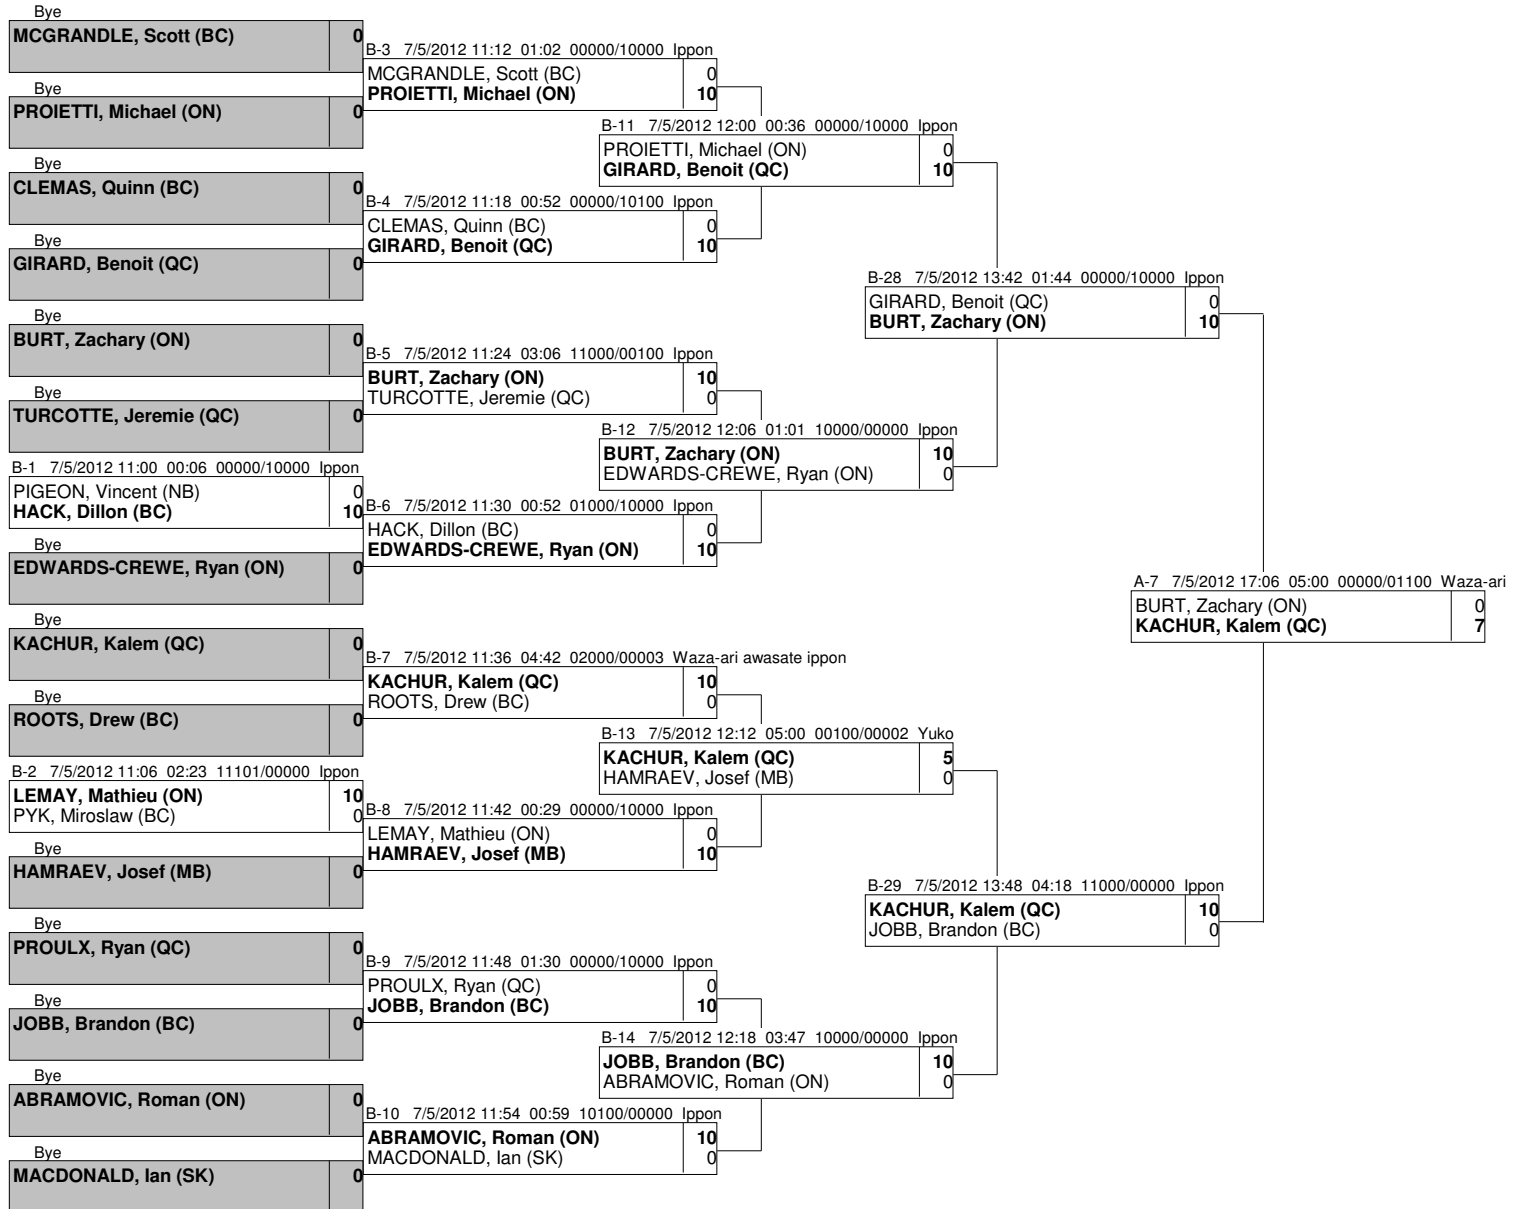 Bye
MCGRANDLE, Scott (BC) 0
Bye
PROIETTI, Michael (ON) 0
Bye
CLEMAS, Quinn (BC) 0
Bye
GIRARD, Benoit (QC) 0
Bye
BURT, Zachary (ON) 0
Bye
TURCOTTE, Jeremie (QC) 0
B-1 7/5/2012 11:00 00:06 00000/10000 Ippon
PIGEON, Vincent (NB) 0
HACK, Dillon (BC) 10
Bye
EDWARDS-CREWE, Ryan (ON) 0
Bye
KACHUR, Kalem (QC) 0
Bye
ROOTS, Drew (BC) 0
B-2 7/5/2012 11:06 02:23 11101/00000 Ippon
LEMAY, Mathieu (ON) 10
PYK, Miroslaw (BC) 0
Bye
HAMRAEV, Josef (MB) 0
Bye
PROULX, Ryan (QC) 0
Bye
JOBB, Brandon (BC) 0
Bye
ABRAMOVIC, Roman (ON) 0
Bye
MACDONALD, Ian (SK) 0
B-3 7/5/2012 11:12 01:02 00000/10000 Ippon
MCGRANDLE, Scott (BC) 0
PROIETTI, Michael (ON) 10
B-4 7/5/2012 11:18 00:52 00000/10100 Ippon
CLEMAS, Quinn (BC) 0
GIRARD, Benoit (QC) 10
B-5 7/5/2012 11:24 03:06 11000/00100 Ippon
BURT, Zachary (ON) 10
TURCOTTE, Jeremie (QC) 0
B-6 7/5/2012 11:30 00:52 01000/10000 Ippon
HACK, Dillon (BC) 0
EDWARDS-CREWE, Ryan (ON) 10
B-7 7/5/2012 11:36 04:42 02000/00003 Waza-ari awasate ippon
KACHUR, Kalem (QC) 10
ROOTS, Drew (BC) 0
B-8 7/5/2012 11:42 00:29 00000/10000 Ippon
LEMAY, Mathieu (ON) 0
HAMRAEV, Josef (MB) 10
B-9 7/5/2012 11:48 01:30 00000/10000 Ippon
PROULX, Ryan (QC) 0
JOBB, Brandon (BC) 10
B-10 7/5/2012 11:54 00:59 10100/00000 Ippon
ABRAMOVIC, Roman (ON) 10
MACDONALD, Ian (SK) 0
B-11 7/5/2012 12:00 00:36 00000/10000 Ippon
PROIETTI, Michael (ON) 0
GIRARD, Benoit (QC) 10
B-12 7/5/2012 12:06 01:01 10000/00000 Ippon
BURT, Zachary (ON) 10
EDWARDS-CREWE, Ryan (ON) 0
B-13 7/5/2012 12:12 05:00 00100/00002 Yuko
KACHUR, Kalem (QC) 5
HAMRAEV, Josef (MB) 0
B-14 7/5/2012 12:18 03:47 10000/00000 Ippon
JOBB, Brandon (BC) 10
ABRAMOVIC, Roman (ON) 0
B-28 7/5/2012 13:42 01:44 00000/10000 Ippon
GIRARD, Benoit (QC) 0
BURT, Zachary (ON) 10
B-29 7/5/2012 13:48 04:18 11000/00000 Ippon
KACHUR, Kalem (QC) 10
JOBB, Brandon (BC) 0
A-7 7/5/2012 17:06 05:00 00000/01100 Waza-ari
BURT, Zachary (ON) 0
KACHUR, Kalem (QC) 7